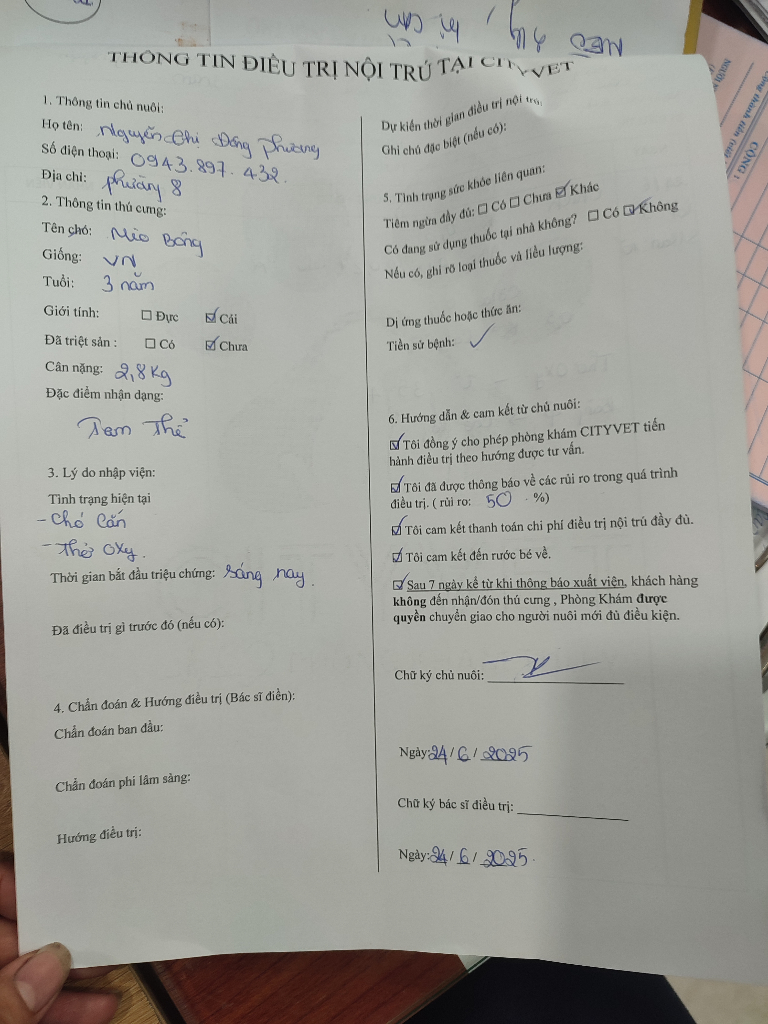 MÈO
THÔNG TIN ĐIỀU TRỊ NỘI TRÚ TẠI CITYVET
1. Thông tin chủ nuôi:
Họ tên: Nguyễn Chị Đông Phương
Số điện thoại: 0943.897.432.
Địa chỉ: phường 8
2. Thông tin thú cưng:
Tên chó: Mèo Bông
Giống: VN
Tuổi: 3 năm
Giới tính: ☐ Đực ☑ Cái
Đã triệt sản : ☐ Có ☑ Chưa
Cân nặng: 2,8kg
Đặc điểm nhận dạng:
Tam Thể
3. Lý do nhập viện:
Tình trạng hiện tại
- Chó Cắn
- Thở Oxy.
Thời gian bắt đầu triệu chứng: sáng nay.
Đã điều trị gì trước đó (nếu có):
4. Chẩn đoán & Hướng điều trị (Bác sĩ điền):
Chẩn đoán ban đầu:
Chẩn đoán phi lâm sàng:
Hướng điều trị:
Dự kiến thời gian điều trị nội trú:
Ghi chú đặc biệt (nếu có):
5. Tình trạng sức khỏe liên quan:
Tiêm ngừa đầy đủ: ☐ Có ☐ Chưa ☑ Khác
Có đang sử dụng thuốc tại nhà không? ☐ Có ☑ Không
Nếu có, ghi rõ loại thuốc và liều lượng:
Dị ứng thuốc hoặc thức ăn:
Tiền sử bệnh: ✓
6. Hướng dẫn & cam kết từ chủ nuôi:
☑ Tôi đồng ý cho phép phòng khám CITYVET tiến
hành điều trị theo hướng được tư vấn.
☑ Tôi đã được thông báo về các rủi ro trong quá trình
điều trị. ( rủi ro: 50 %)
☑ Tôi cam kết thanh toán chi phí điều trị nội trú đầy đủ.
☑ Tôi cam kết đến rước bé về.
☑ Sau 7 ngày kể từ khi thông báo xuất viện, khách hàng
không đến nhận/đón thú cưng , Phòng Khám được
quyền chuyển giao cho người nuôi mới đủ điều kiện.
Chữ ký chủ nuôi:
Ngày: 24/ 6 / 2025
Chữ ký bác sĩ điều trị:
Ngày: 24/ 6 / 2025.
CỘNG :